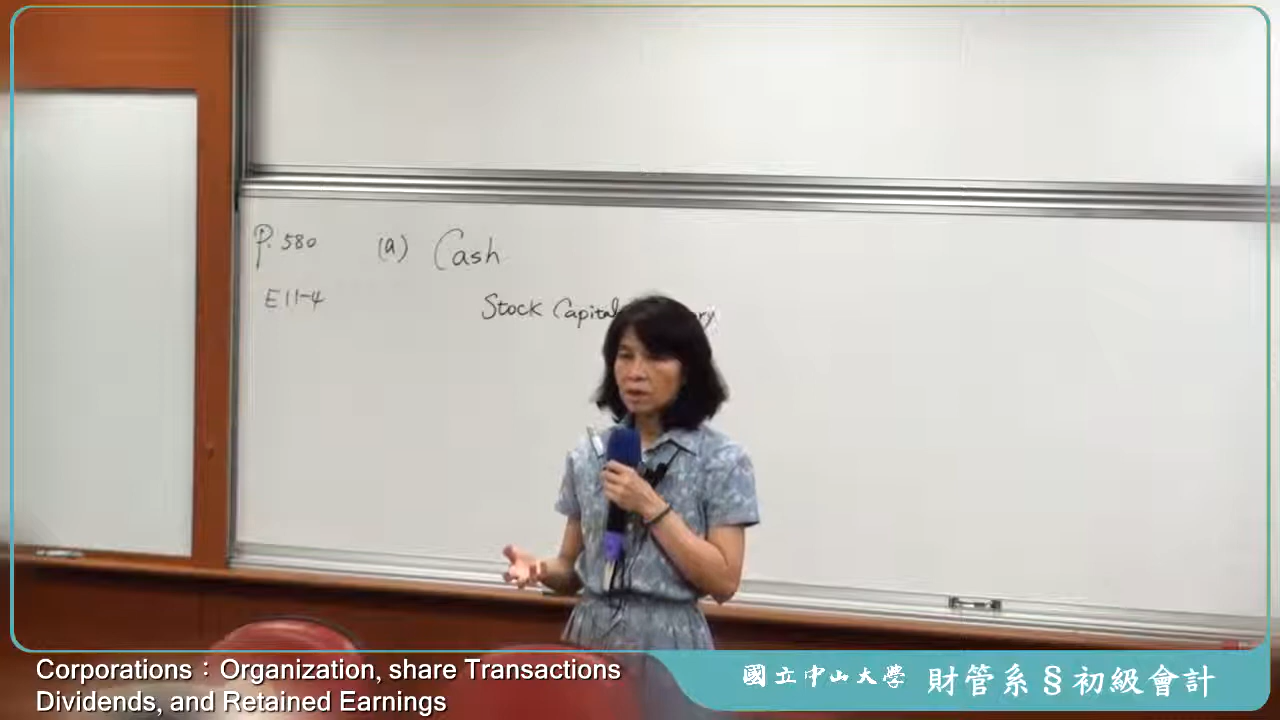 P. 580 (a) Cash
E11-4 Stock Capital
Corporations：Organization, share Transactions
Dividends, and Retained Earnings
國立中山大學 財管系§初級會計